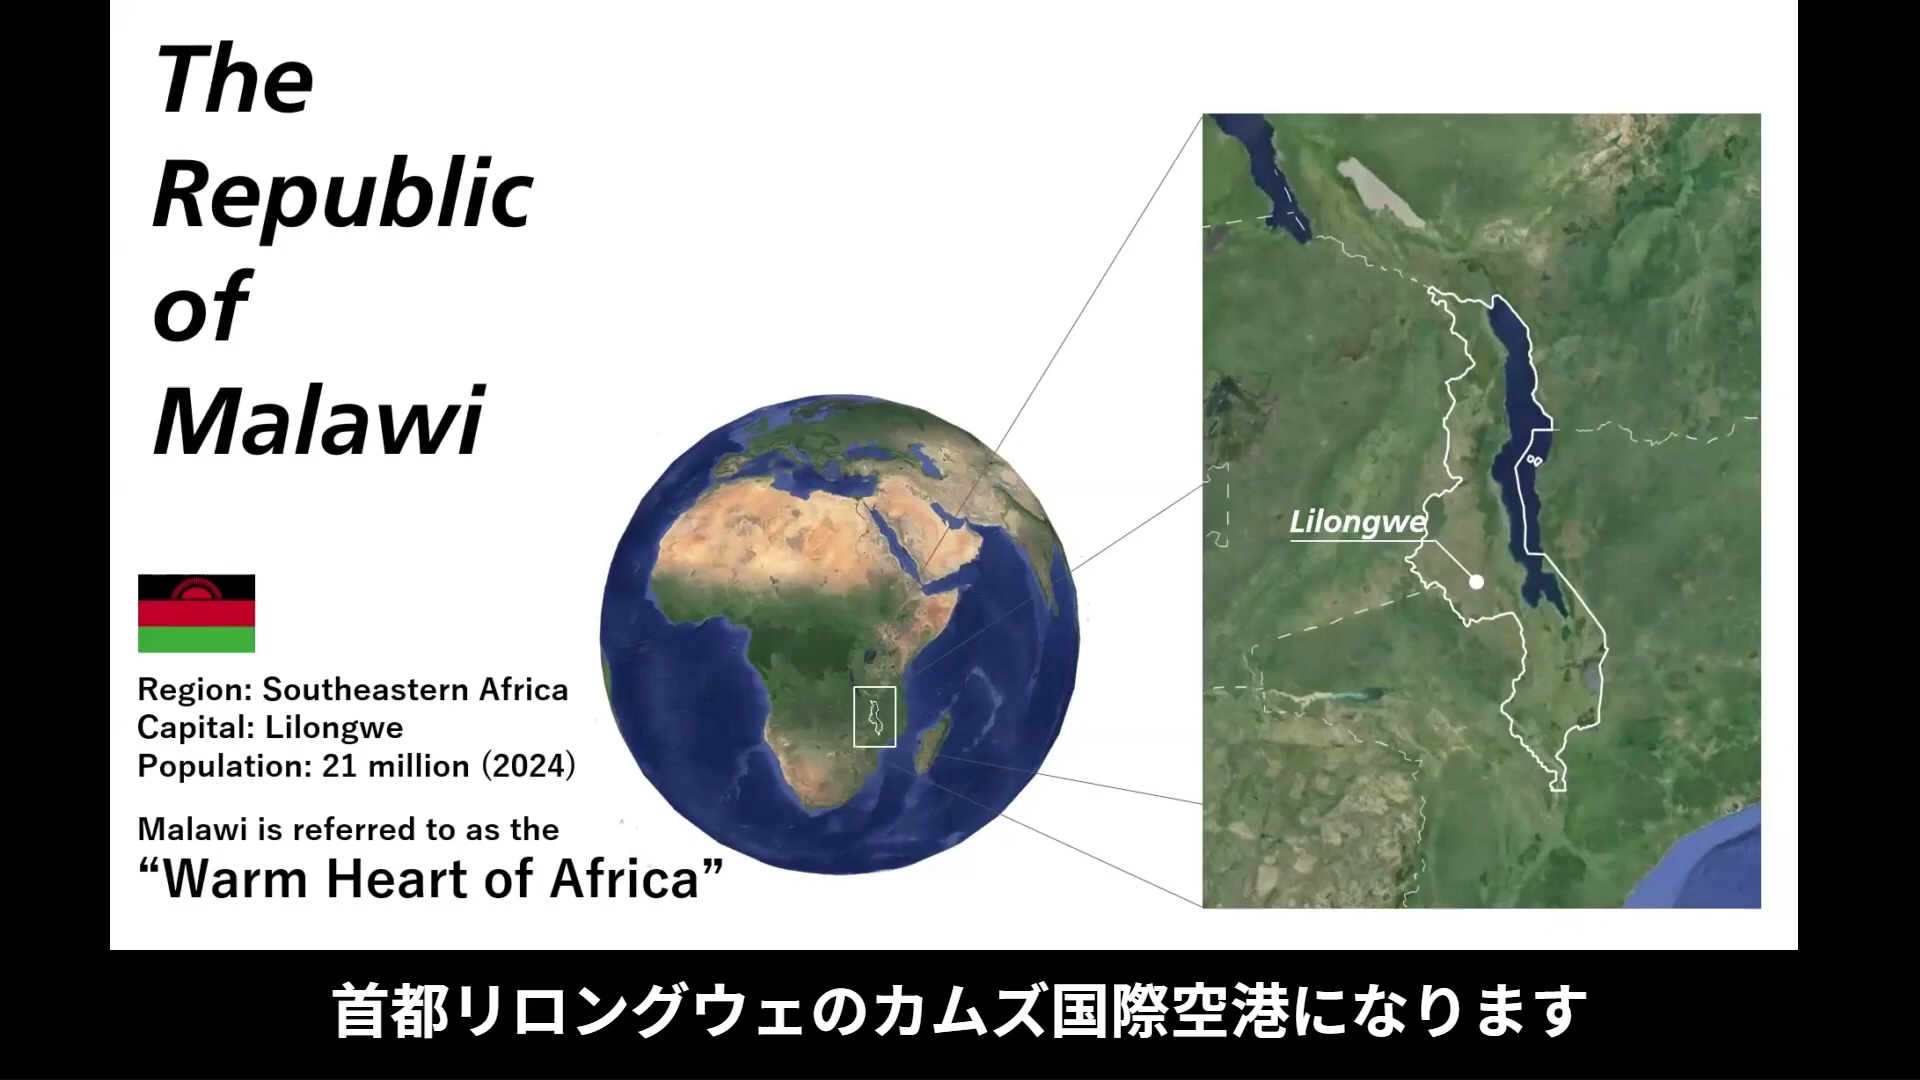 The
Republic
of
Malawi
Region: Southeastern Africa
Capital: Lilongwe
Population: 21 million (2024)
Malawi is referred to as the
“Warm Heart of Africa”
Lilongwe
首都リロングウェのカムズ国際空港になります